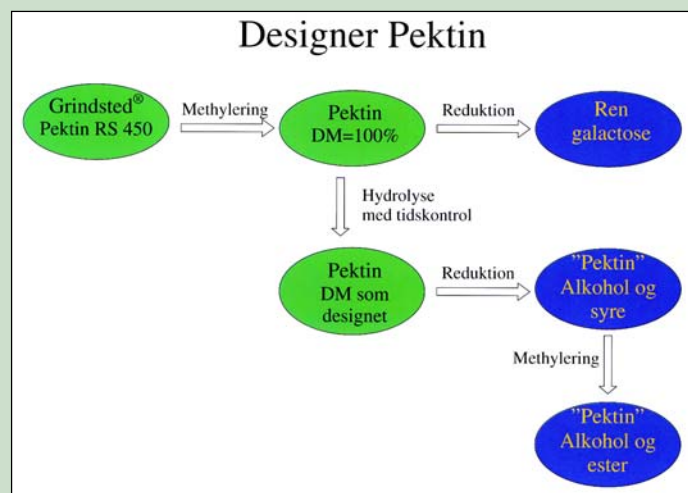 Designer Pektin
Grindsted®
Pektin RS 450
Methylering
Pektin
DM=100%
Reduktion
Ren
galactose
Hydrolyse
med tidskontrol
Pektin
DM som
designet
Reduktion
"Pektin"
Alkohol og
syre
Methylering
"Pektin"
Alkohol og
ester